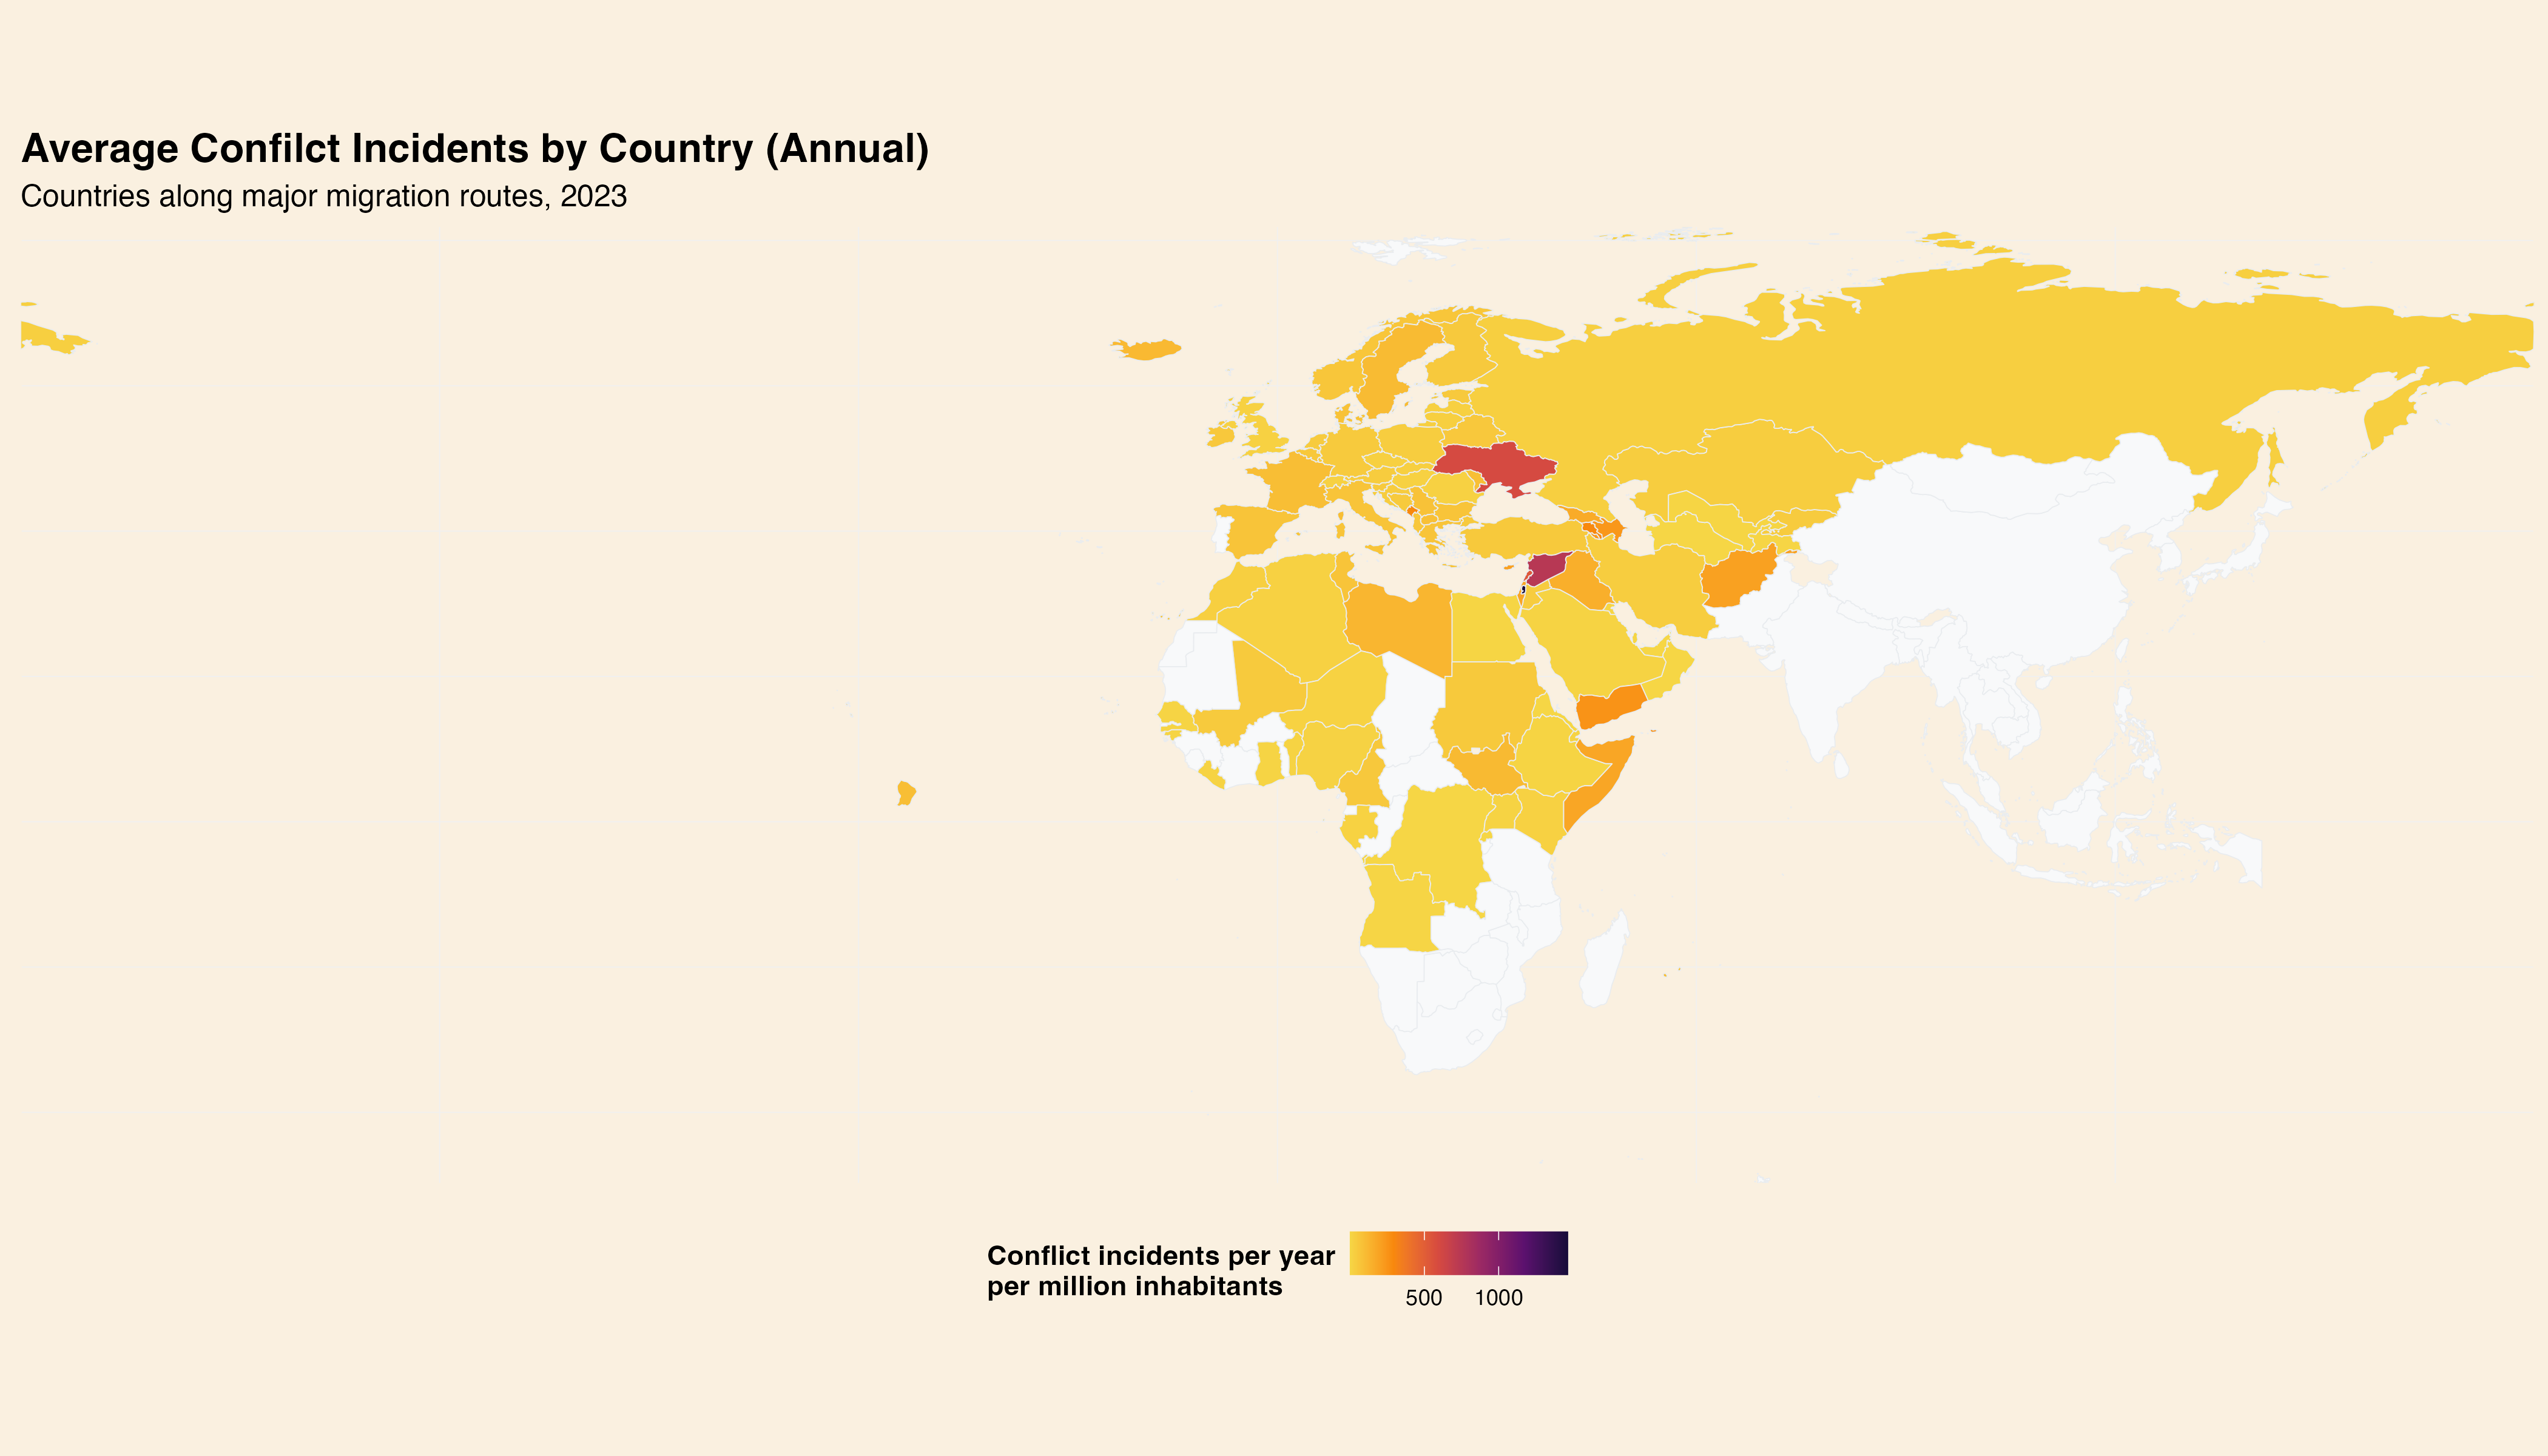 Average Confilct Incidents by Country (Annual)
Countries along major migration routes, 2023
Conflict incidents per year
per million inhabitants
500 1000